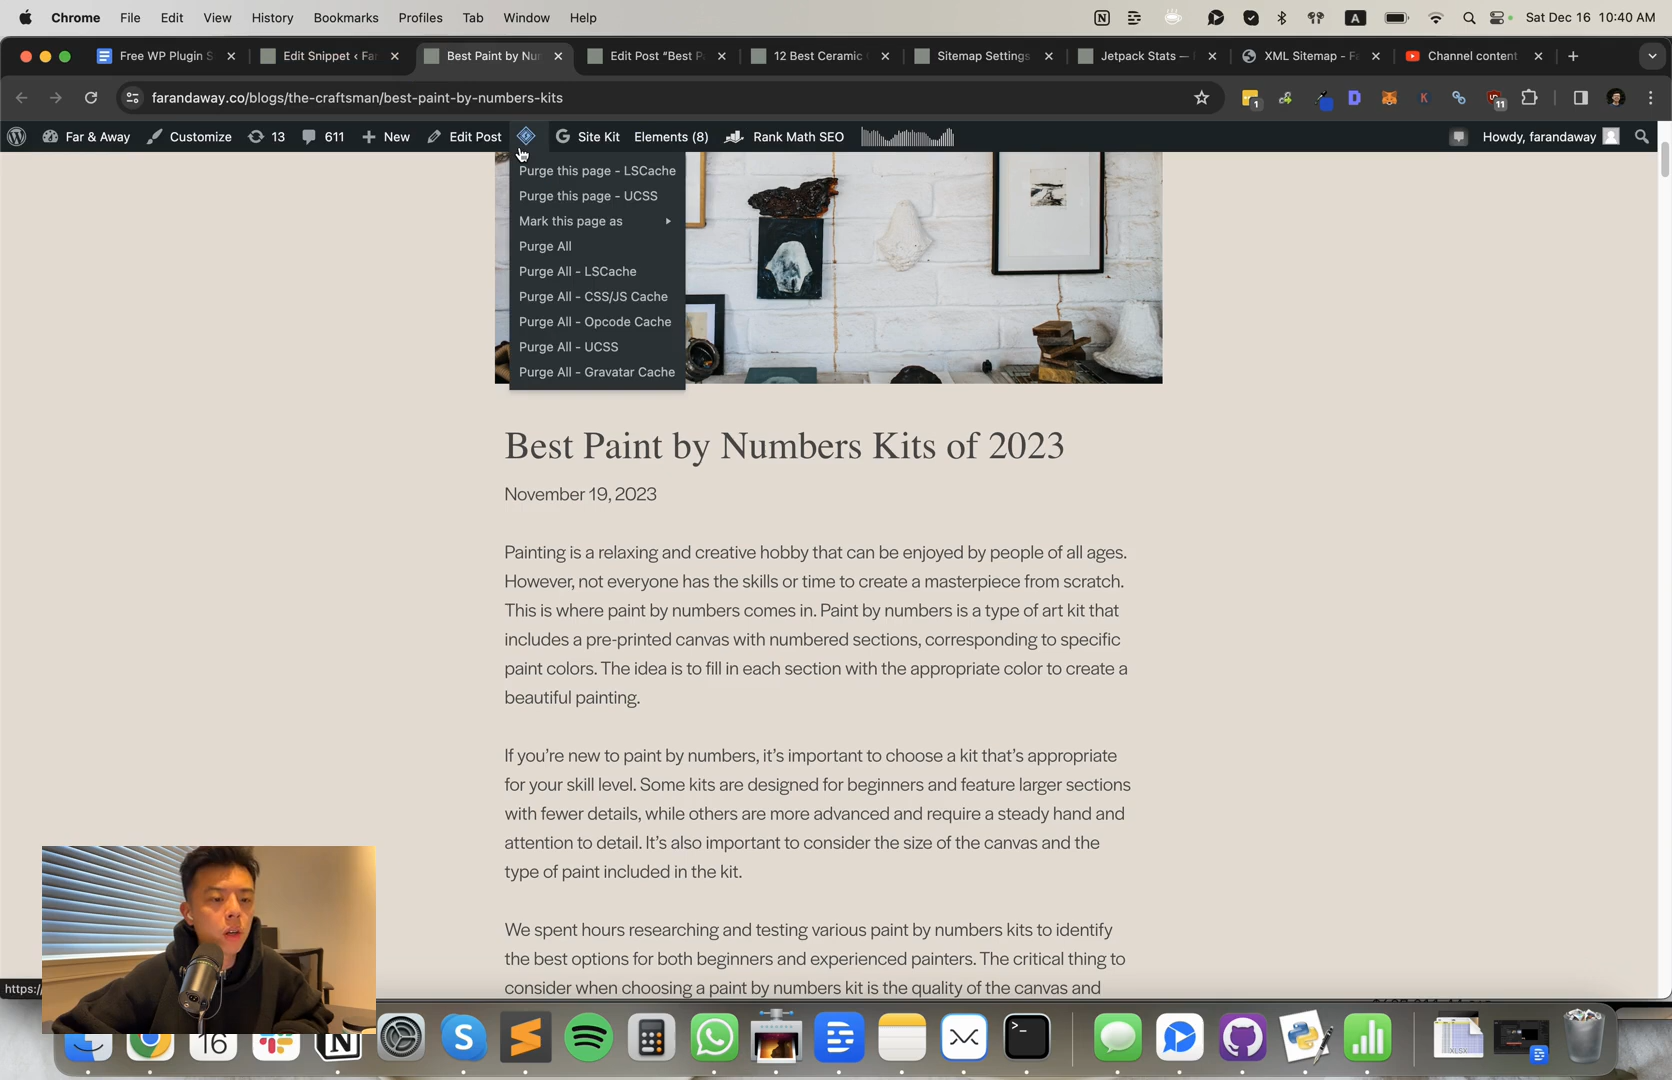 Chrome File Edit View History Bookmarks Profiles Tab Window Help
A
Sat Dec 16 10:40 AM
Free WP Plugin S
Edit Snippet ‹ Far
Best Paint by Nu
Edit Post “Best P
12 Best Ceramic
Sitemap Settings
Jetpack Stats —
XML Sitemap - Fa
Channel content
farandaway.co/blogs/the-craftsman/best-paint-by-numbers-kits
1
11
Far & Away Customize 13 611 New Edit Post Site Kit Elements (8) Rank Math SEO
Howdy, farandaway
Purge this page - LSCache
Purge this page - UCSS
Mark this page as
Purge All
Purge All - LSCache
Purge All - CSS/JS Cache
Purge All - Opcode Cache
Purge All - UCSS
Purge All - Gravatar Cache
Best Paint by Numbers Kits of 2023
November 19, 2023
Painting is a relaxing and creative hobby that can be enjoyed by people of all ages.
However, not everyone has the skills or time to create a masterpiece from scratch.
This is where paint by numbers comes in. Paint by numbers is a type of art kit that
includes a pre-printed canvas with numbered sections, corresponding to specific
paint colors. The idea is to fill in each section with the appropriate color to create a
beautiful painting.
If you’re new to paint by numbers, it’s important to choose a kit that’s appropriate
for your skill level. Some kits are designed for beginners and feature larger sections
with fewer details, while others are more advanced and require a steady hand and
attention to detail. It’s also important to consider the size of the canvas and the
type of paint included in the kit.
We spent hours researching and testing various paint by numbers kits to identify
the best options for both beginners and experienced painters. The critical thing to
consider when choosing a paint by numbers kit is the quality of the canvas and
https:/
16